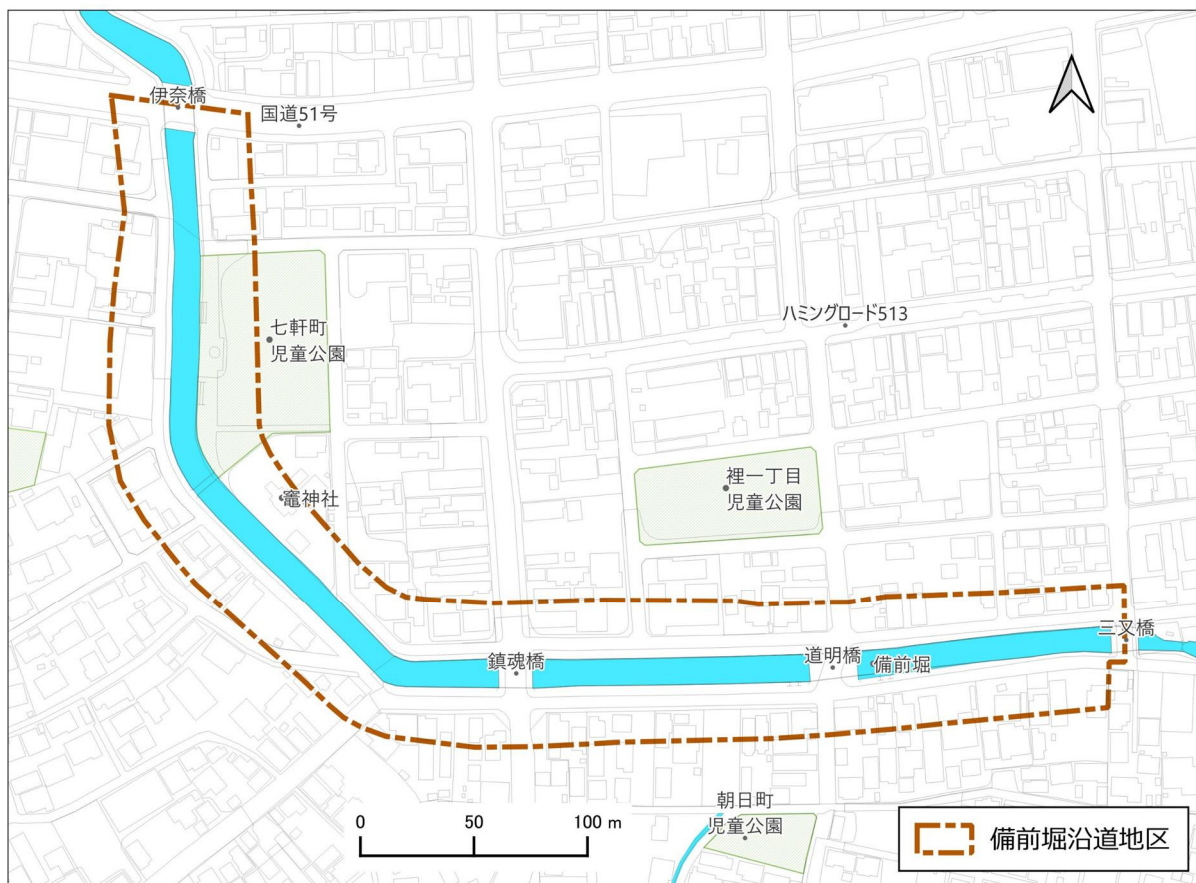 伊奈橋
国道51号
七軒町
児童公園
ハミングロード513
竈神社
裡一丁目
児童公園
三又橋
鎮魂橋
道明橋
備前堀
朝日町
児童公園
0 50 100 m
備前堀沿道地区